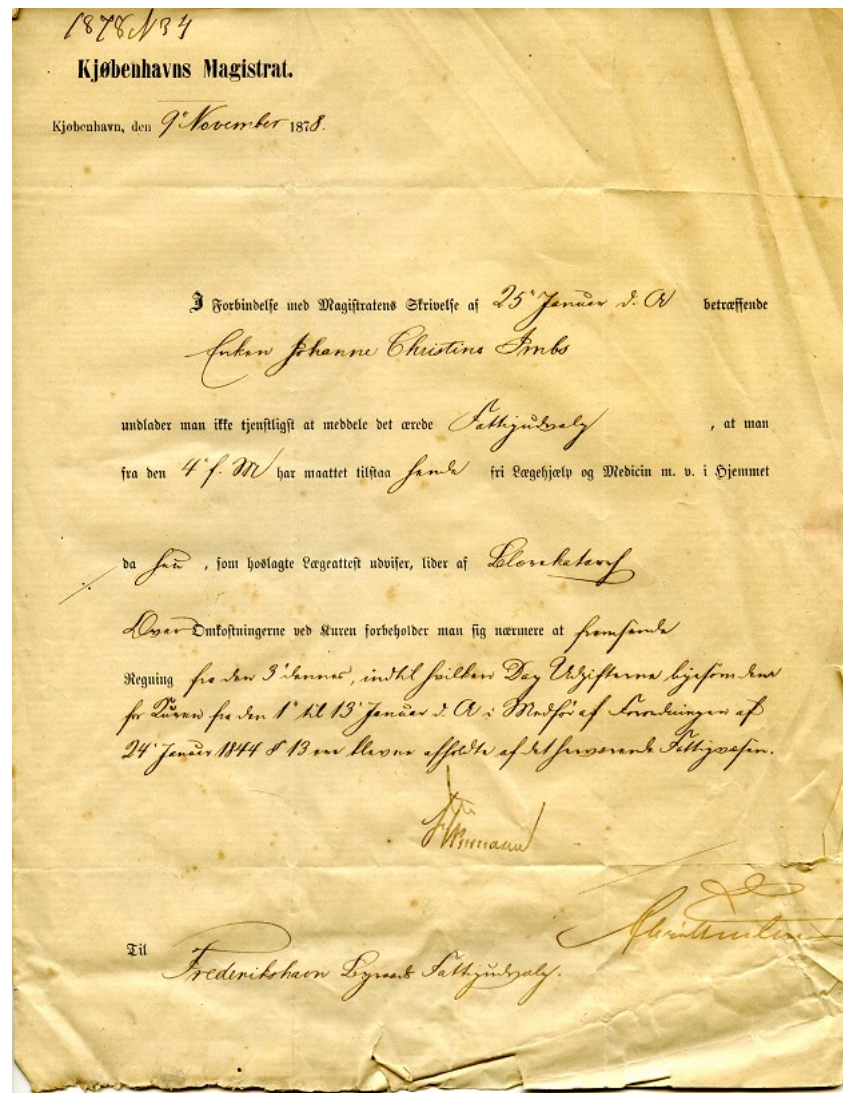 1878 N 34
Kjøbenhavns Magistrat.
Kjøbenhavn, den 9' November 1878.
I Forbindelse med Magistratens Skrivelse af 25' Januar d. A betræffende
Enken Johanne Christine Imbs
undlader man ikke tjenstligst at meddele det ærede Fattigudvalg , at man
fra den 4' f. M har maattet tilstaa hende fri Lægehjælp og Medicin m. v. i Hjemmet
da hun , som hoslagte Lægeattest udviser, lider af
Over Omkostningerne ved Kuren forbeholder man sig nærmere at fremsende
Regning fra den 3' dennes, indtil hvilken Dag Udgifterne ligesom dem
for Kuren fra den 1' til 13' Januar d. A i Medfør af Forordningen af
24' Januar 1844 § 13 ere blevne afholdte af det herværende Fattigvæsen.
Til
Frederikshavn Byraads Fattigudvalg.